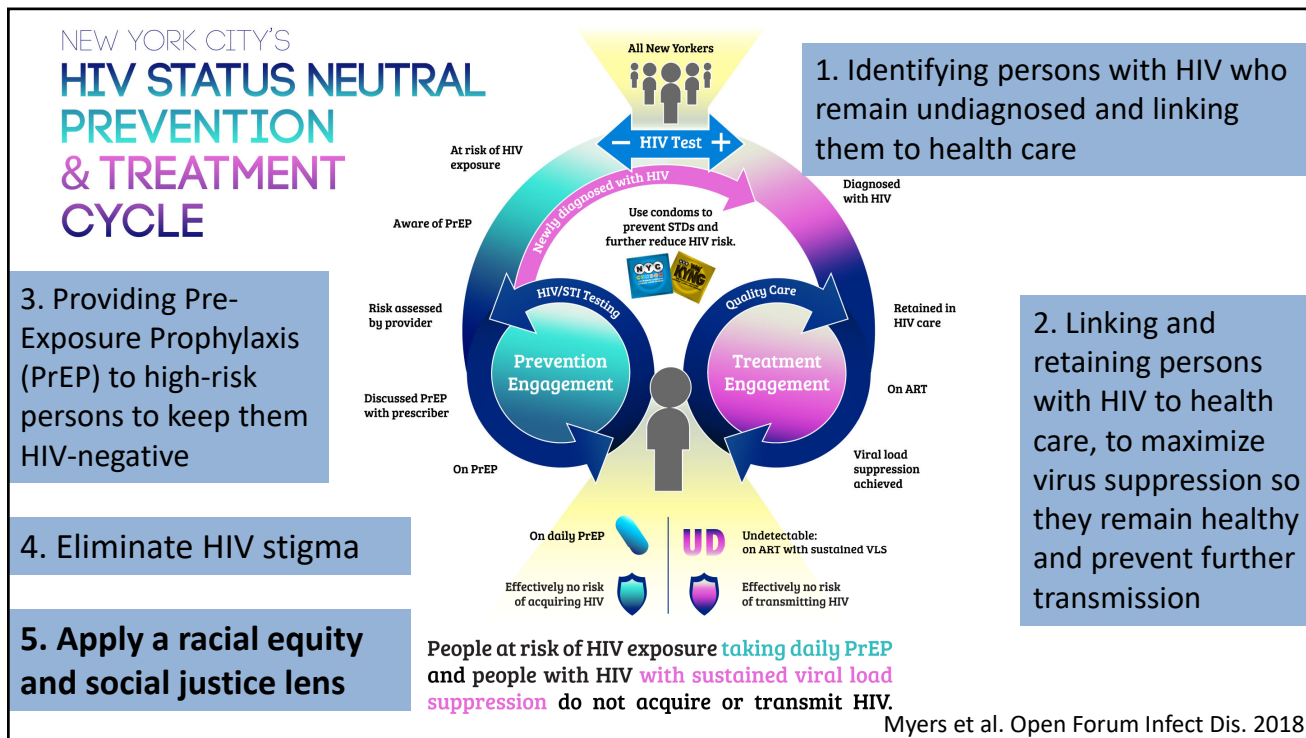 NEW YORK CITY'S
HIV STATUS NEUTRAL
PREVENTION
& TREATMENT
CYCLE
All New Yorkers
− HIV Test +
1. Identifying persons with HIV who
remain undiagnosed and linking
them to health care
At risk of HIV
exposure
Aware of PrEP
Risk assessed
by provider
Discussed PrEP
with prescriber
On PrEP
Newly diagnosed with HIV
Use condoms to
prevent STDs and
further reduce HIV risk.
NYC
KYNG
Diagnosed
with HIV
Retained in
HIV care
On ART
Viral load
suppression
achieved
HIV/STI Testing
Prevention
Engagement
Quality Care
Treatment
Engagement
3. Providing Pre-
Exposure Prophylaxis
(PrEP) to high-risk
persons to keep them
HIV-negative
2. Linking and
retaining persons
with HIV to health
care, to maximize
virus suppression so
they remain healthy
and prevent further
transmission
4. Eliminate HIV stigma
5. Apply a racial equity
and social justice lens
On daily PrEP
UD
Undetectable:
on ART with sustained VLS
Effectively no risk
of acquiring HIV
Effectively no risk
of transmitting HIV
People at risk of HIV exposure taking daily PrEP
and people with HIV with sustained viral load
suppression do not acquire or transmit HIV.
Myers et al. Open Forum Infect Dis. 2018